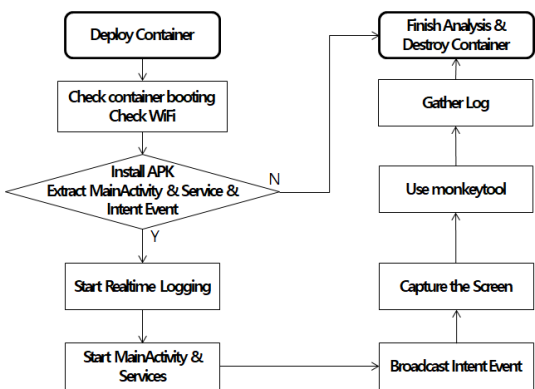 Deploy Container
Check container booting
Check WiFi
Install APK
Extract MainActivity & Service &
Intent Event
N
Y
Start Realtime Logging
Start MainActivity &
Services
Broadcast Intent Event
Capture the Screen
Use monkeytool
Gather Log
Finish Analysis &
Destroy Container